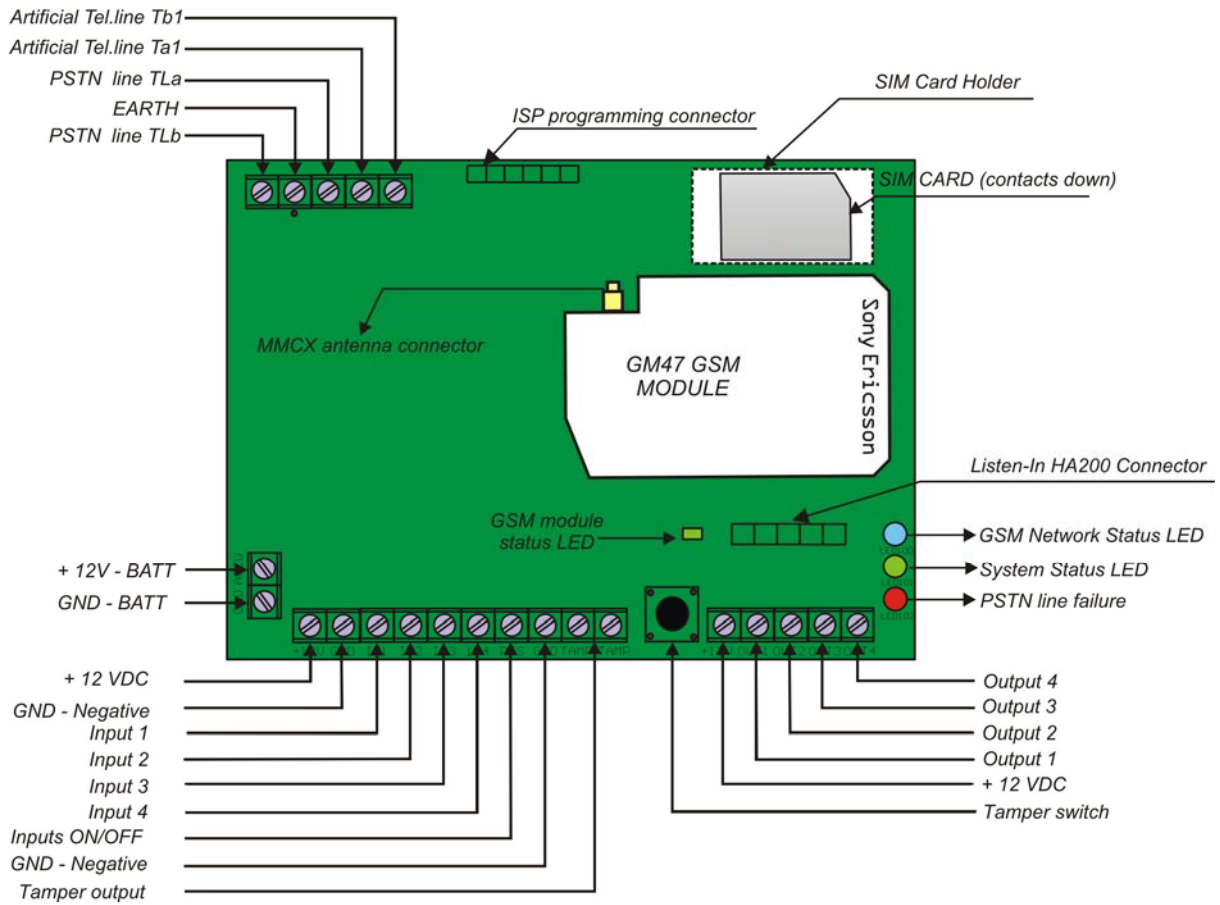 Artificial Tel.line Tb1
Artificial Tel.line Ta1
PSTN line TLa
EARTH
PSTN line TLb
ISP programming connector
SIM Card Holder
SIM CARD (contacts down)
MMCX antenna connector
GM47 GSM
MODULE
Sony Ericsson
Listen-In HA200 Connector
GSM module
status LED
GSM Network Status LED
System Status LED
PSTN line failure
+ 12V - BATT
GND - BATT
+ 12 VDC
GND - Negative
Input 1
Input 2
Input 3
Input 4
Inputs ON/OFF
GND - Negative
Tamper output
Output 4
Output 3
Output 2
Output 1
+ 12 VDC
Tamper switch